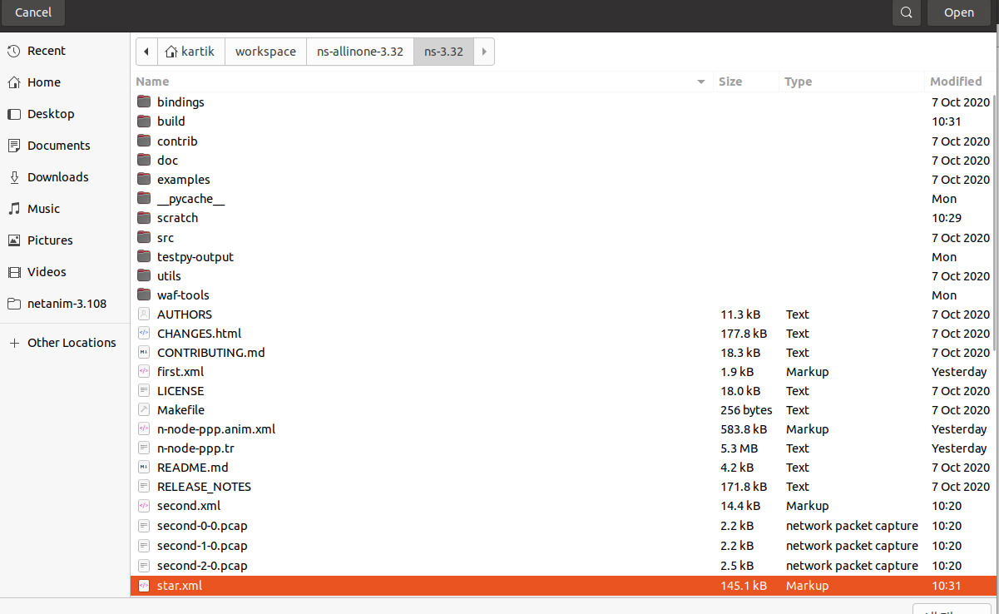 Cancel
Open
Recent
Home
Desktop
Documents
Downloads
Music
Pictures
Videos
netanim-3.108
Other Locations
kartik workspace ns-allinone-3.32 ns-3.32
Name Size Type Modified
bindings 7 Oct 2020
build 10:31
contrib 7 Oct 2020
doc 7 Oct 2020
examples 7 Oct 2020
__pycache__ Mon
scratch 10:29
src 7 Oct 2020
testpy-output Mon
utils 7 Oct 2020
waf-tools Mon
AUTHORS 11.3 kB Text 7 Oct 2020
CHANGES.html 177.8 kB Text 7 Oct 2020
CONTRIBUTING.md 18.3 kB Text 7 Oct 2020
first.xml 1.9 kB Markup Yesterday
LICENSE 18.0 kB Text 7 Oct 2020
Makefile 256 bytes Text 7 Oct 2020
n-node-ppp.anim.xml 583.8 kB Markup Yesterday
n-node-ppp.tr 5.3 MB Text Yesterday
README.md 4.2 kB Text 7 Oct 2020
RELEASE_NOTES 171.8 kB Text 7 Oct 2020
second.xml 14.4 kB Markup 10:20
second-0-0.pcap 2.2 kB network packet capture 10:20
second-1-0.pcap 2.2 kB network packet capture 10:20
second-2-0.pcap 2.5 kB network packet capture 10:20
star.xml 145.1 kB Markup 10:31